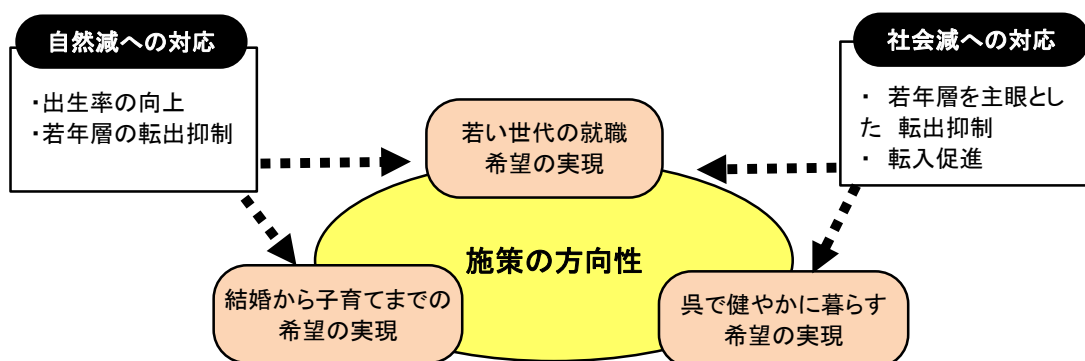 自然減への対応
・出生率の向上
・若年層の転出抑制
社会減への対応
・ 若年層を主眼とし
た 転出抑制
・ 転入促進
若い世代の就職
希望の実現
施策の方向性
結婚から子育てまでの
希望の実現
呉で健やかに暮らす
希望の実現